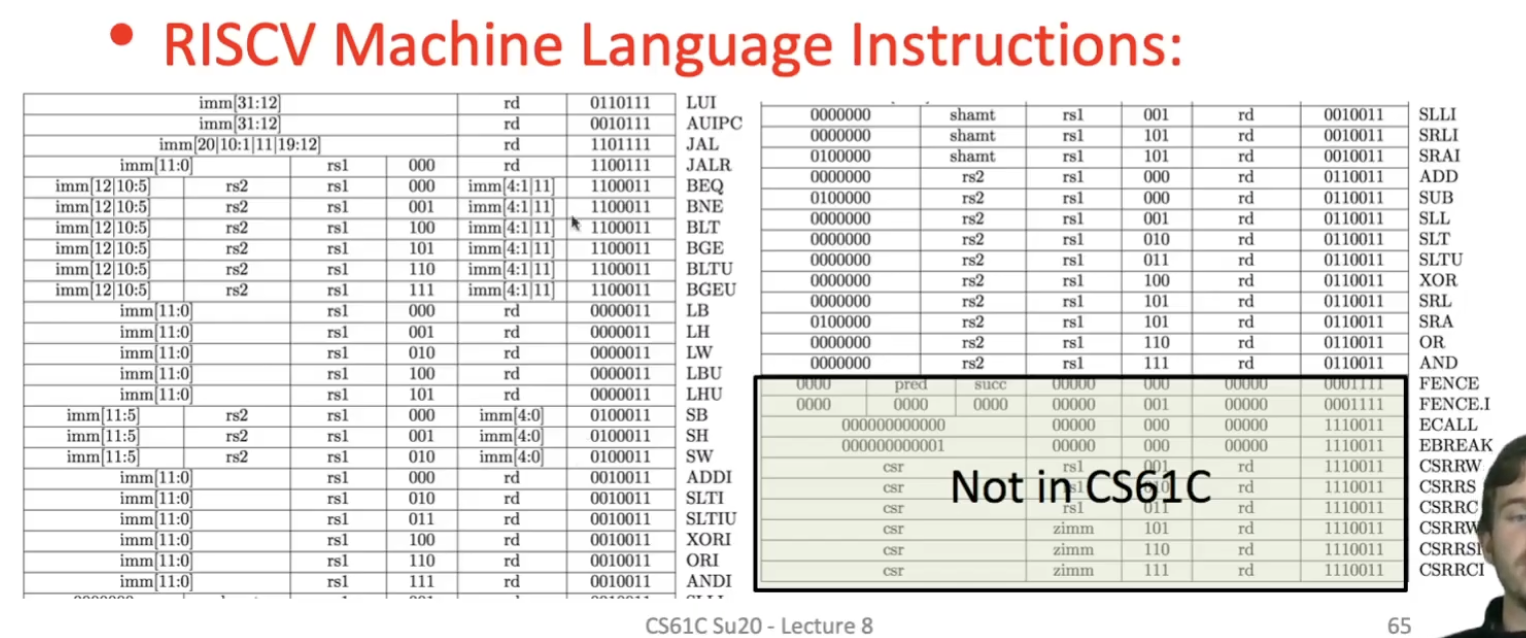 • RISCV Machine Language Instructions:
imm[31:12] rd 0110111 LUI
imm[31:12] rd 0010111 AUIPC
imm[20|10:1|11|19:12] rd 1101111 JAL
imm[11:0] rs1 000 rd 1100111 JALR
imm[12|10:5] rs2 rs1 000 imm[4:1|11] 1100011 BEQ
imm[12|10:5] rs2 rs1 001 imm[4:1|11] 1100011 BNE
imm[12|10:5] rs2 rs1 100 imm[4:1|11] 1100011 BLT
imm[12|10:5] rs2 rs1 101 imm[4:1|11] 1100011 BGE
imm[12|10:5] rs2 rs1 110 imm[4:1|11] 1100011 BLTU
imm[12|10:5] rs2 rs1 111 imm[4:1|11] 1100011 BGEU
imm[11:0] rs1 000 rd 0000011 LB
imm[11:0] rs1 001 rd 0000011 LH
imm[11:0] rs1 010 rd 0000011 LW
imm[11:0] rs1 100 rd 0000011 LBU
imm[11:0] rs1 101 rd 0000011 LHU
imm[11:5] rs2 rs1 000 imm[4:0] 0100011 SB
imm[11:5] rs2 rs1 001 imm[4:0] 0100011 SH
imm[11:5] rs2 rs1 010 imm[4:0] 0100011 SW
imm[11:0] rs1 000 rd 0010011 ADDI
imm[11:0] rs1 010 rd 0010011 SLTI
imm[11:0] rs1 011 rd 0010011 SLTIU
imm[11:0] rs1 100 rd 0010011 XORI
imm[11:0] rs1 110 rd 0010011 ORI
imm[11:0] rs1 111 rd 0010011 ANDI
0000000 shamt rs1 001 rd 0010011 SLLI
0000000 shamt rs1 101 rd 0010011 SRLI
0100000 shamt rs1 101 rd 0010011 SRAI
0000000 rs2 rs1 000 rd 0110011 ADD
0100000 rs2 rs1 000 rd 0110011 SUB
0000000 rs2 rs1 001 rd 0110011 SLL
0000000 rs2 rs1 010 rd 0110011 SLT
0000000 rs2 rs1 011 rd 0110011 SLTU
0000000 rs2 rs1 100 rd 0110011 XOR
0000000 rs2 rs1 101 rd 0110011 SRL
0100000 rs2 rs1 101 rd 0110011 SRA
0000000 rs2 rs1 110 rd 0110011 OR
0000000 rs2 rs1 111 rd 0110011 AND
0000 pred succ 00000 000 00000 0001111 FENCE
0000 0000 0000 00000 001 00000 0001111 FENCE.I
000000000000 00000 000 00000 1110011 ECALL
000000000001 00000 000 00000 1110011 EBREAK
csr rs1 001 rd 1110011 CSRRW
csr rd 1110011 CSRRS
csr rs1 011 rd 1110011 CSRRC
csr zimm 101 rd 1110011
csr zimm 110 rd 1110011
csr zimm 111 rd 1110011 CSRRCI
Not in CS61C
CS61C Su20 - Lecture 8
65